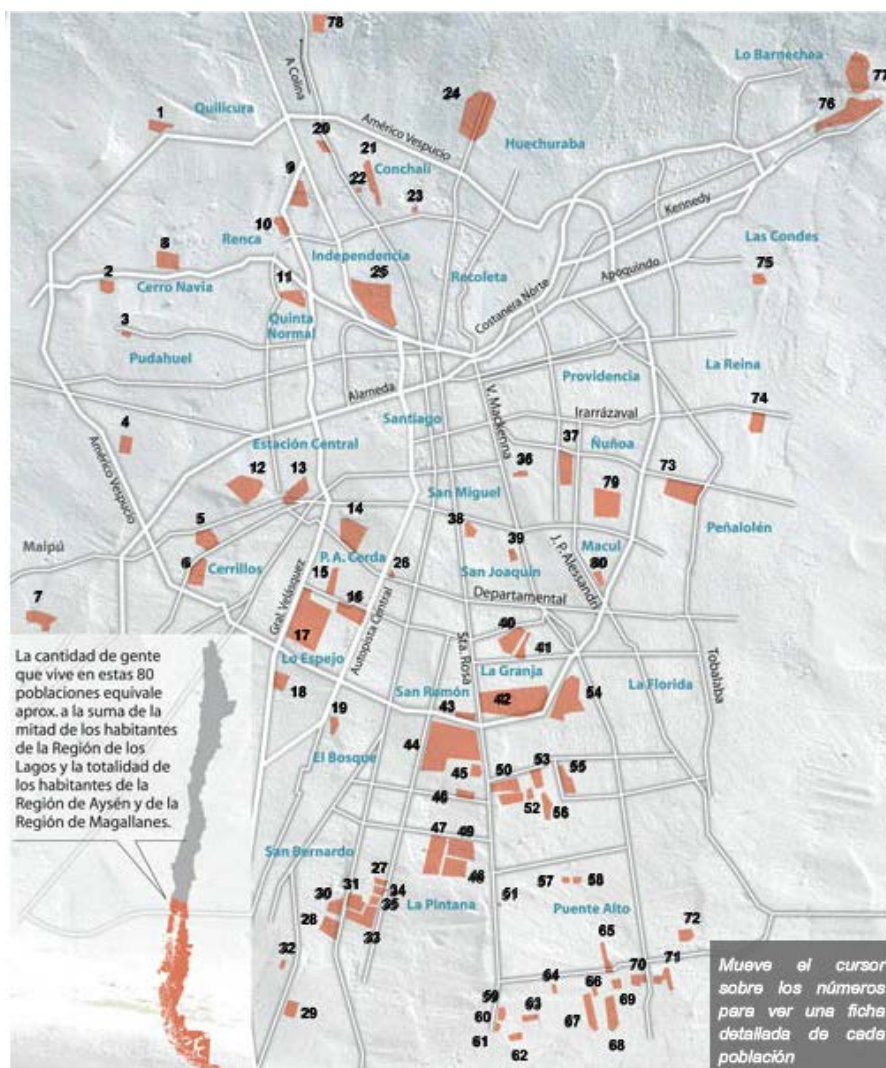 78
Lo Barnechea
77
A Colina
24
76
1
Quilicura
20
Américo Vespucio
21
Huechuraba
Conchalí
22
9
23
Kennedy
10
Renca
Las Condes
8
Independencia
Recoleta
Apoquindo
75
2
11
25
Cerro Navia
Costanera Norte
3
Quinta
Normal
Pudahuel
La Reina
Providencia
Alameda
V. Mackenna
74
Santiago
Irarrázaval
4
Estación Central
37
Ñuñoa
Américo Vespucio
12
13
36
73
San Miguel
79
14
38
5
Peñalolén
39
Maipú
J. P. Alessandri
Macul
6
P. A. Cerda
26
80
Cerrillos
15
San Joaquín
7
Gral. Velásquez
16
Departamental
Autopista Central
40
17
41
Sta. Rosa
Tobalaba
La cantidad de gente
que vive en estas 80
poblaciones equivale
aprox. a la suma de la
mitad de los habitantes
de la Región de los
Lagos y la totalidad de
los habitantes de la
Región de Aysén y de la
Región de Magallanes.
Lo Espejo
La Granja
18
San Ramón
42
54
La Florida
43
19
44
El Bosque
45
50
53
55
46
52
56
47
49
San Bernardo
48
27
31
34
51
57
58
30
35
La Pintana
Puente Alto
28
33
65
72
32
64
70
71
59
66
29
60
63
69
67
61
62
68
Mueve el cursor
sobre los números
para ver una ficha
detallada de cada
población